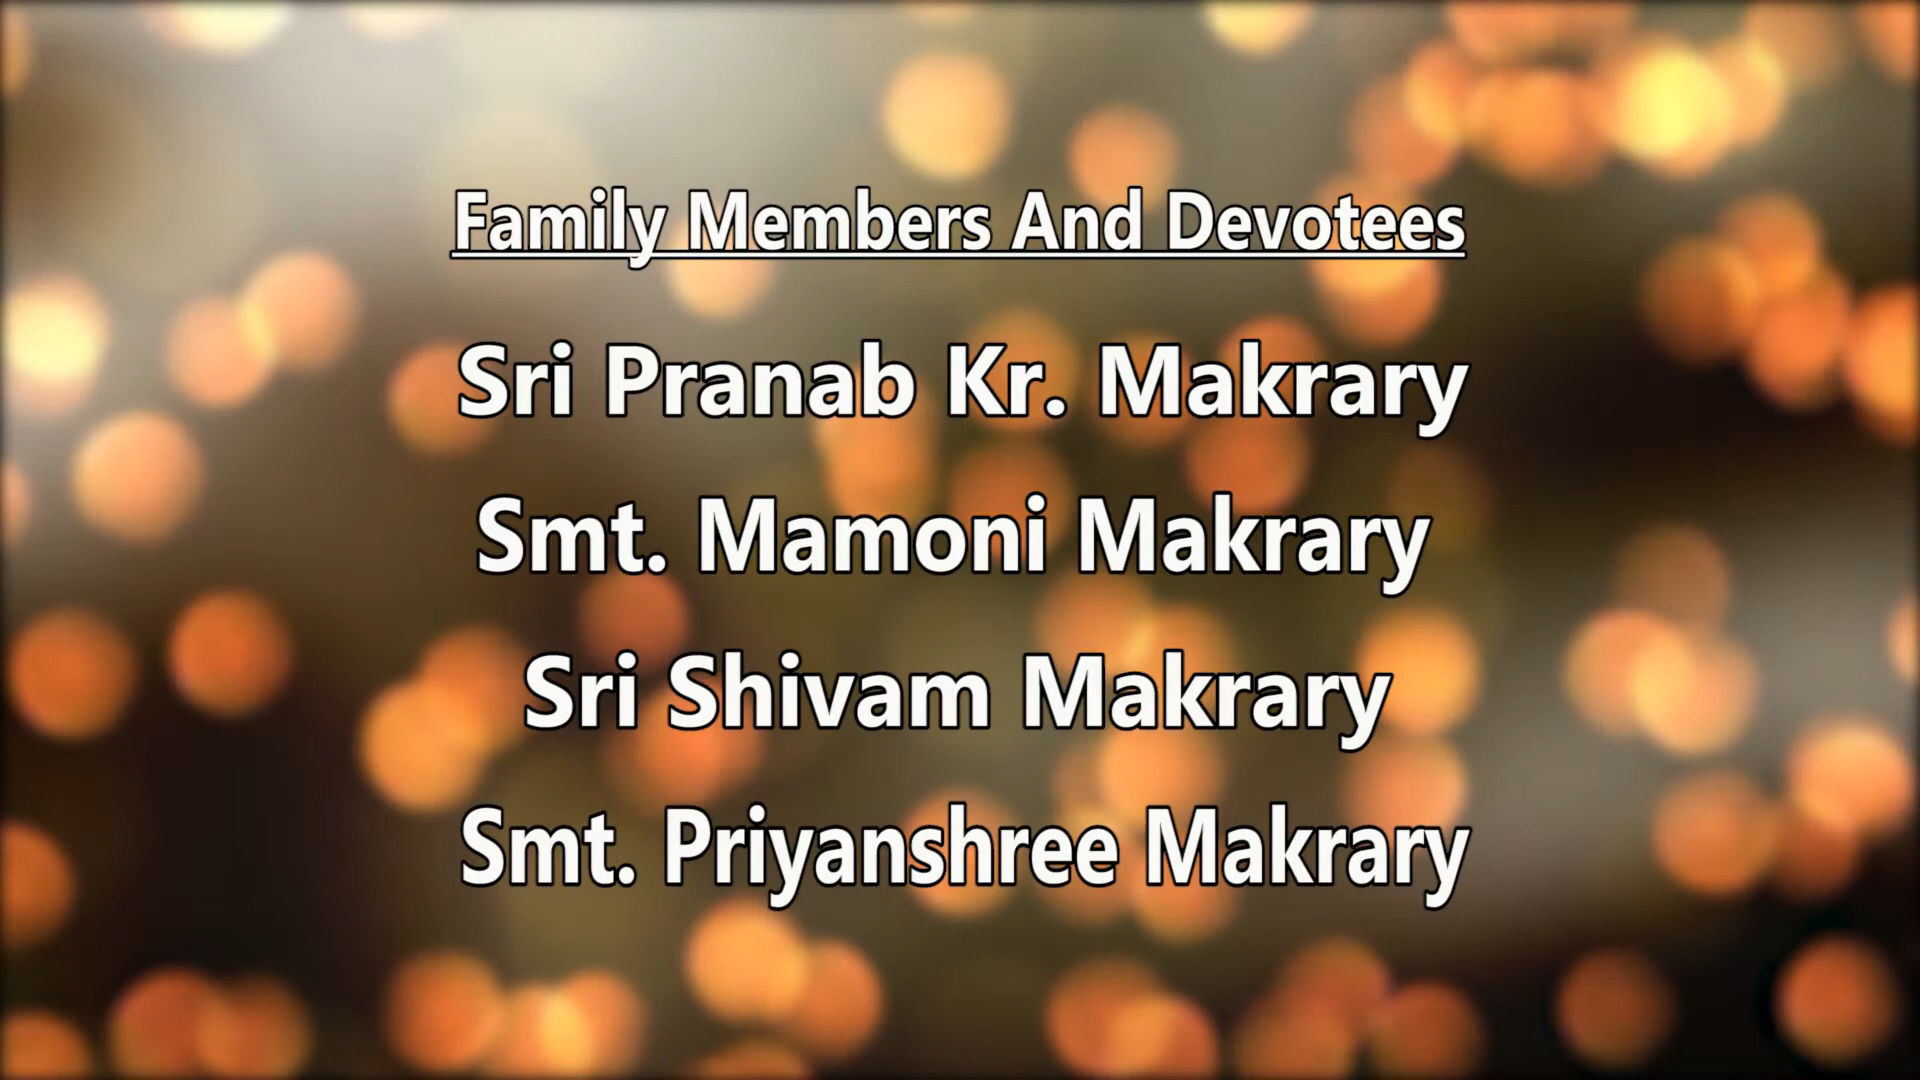 Family Members And Devotees
Sri Pranab Kr. Makrary
Smt. Mamoni Makrary
Sri Shivam Makrary
Smt. Priyanshree Makrary